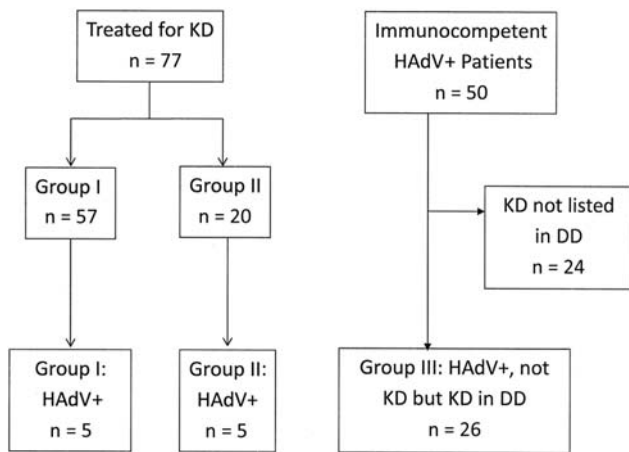 Treated for KD
n = 77
Immunocompetent
HAdV+ Patients
n = 50
Group I
n = 57
Group II
n = 20
KD not listed
in DD
n = 24
Group I:
HAdV+
n = 5
Group II:
HAdV+
n = 5
Group III: HAdV+, not
KD but KD in DD
n = 26